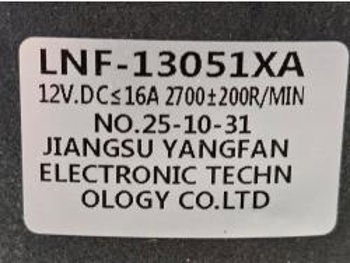 LNF-13051XA
12V.DC≤16A 2700±200R/MIN
NO.25-10-31
JIANGSU YANGFAN
ELECTRONIC TECHN
OLOGY CO.LTD